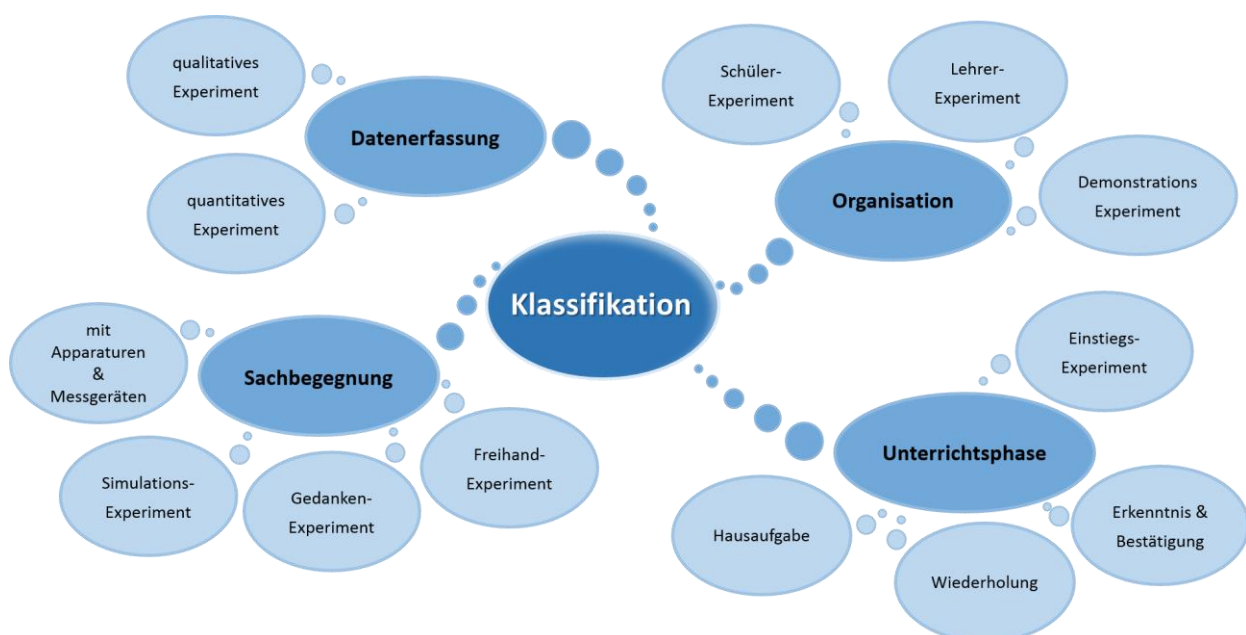 qualitatives
Experiment
Datenerfassung
quantitatives
Experiment
Schüler-
Experiment
Lehrer-
Experiment
Organisation
Demonstrations
Experiment
Klassifikation
mit
Apparaturen
&
Messgeräten
Sachbegegnung
Simulations-
Experiment
Gedanken-
Experiment
Freihand-
Experiment
Einstiegs-
Experiment
Unterrichtsphase
Hausaufgabe
Wiederholung
Erkenntnis &
Bestätigung